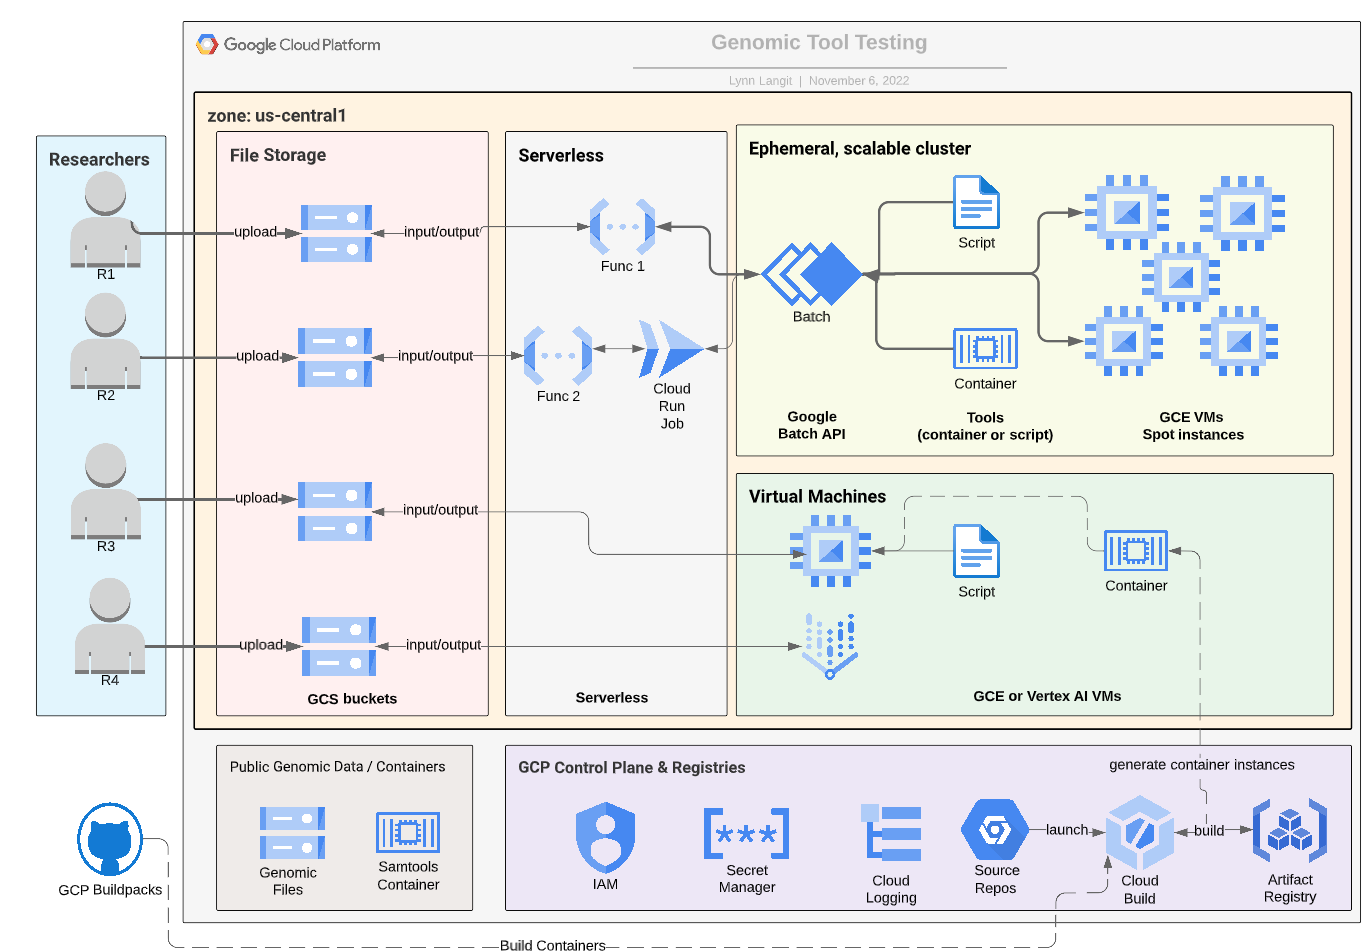 Google Cloud Platform
Genomic Tool Testing
Lynn Langit | November 6, 2022
zone: us-central1
Researchers
R1
R2
R3
R4
File Storage
upload
input/output
upload
input/output
upload
input/output
upload
input/output
GCS buckets
Serverless
Func 1
Func 2
Cloud
Run
Job
Serverless
Ephemeral, scalable cluster
Batch
Script
Container
Google
Batch API
Tools
(container or script)
GCE VMs
Spot instances
Virtual Machines
Script
Container
GCE or Vertex AI VMs
Public Genomic Data / Containers
Genomic
Files
Samtools
Container
GCP Control Plane & Registries
generate container instances
IAM
Secret
Manager
Cloud
Logging
Source
Repos
launch
Cloud
Build
build
Artifact
Registry
GCP Buildpacks
Build Containers